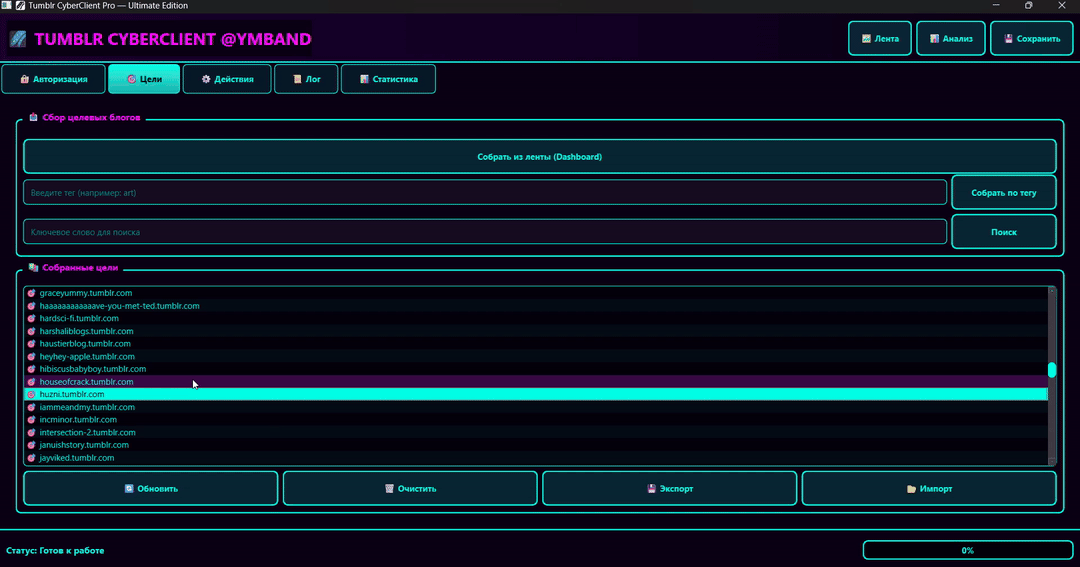 Tumblr CyberClient Pro — Ultimate Edition
TUMBLR CYBERCLIENT @YMBAND
Лента
Анализ
Сохранить
Авторизация
Цели
Действия
Лог
Статистика
Сбор целевых блогов
Собрать из ленты (Dashboard)
Введите тег (например: art)
Собрать по тегу
Ключевое слово для поиска
Поиск
Собранные цели
graceyummy.tumblr.com
haaaaaaaaaaaave-you-met-ted.tumblr.com
hardsci-fi.tumblr.com
harshaliblogs.tumblr.com
haustierblog.tumblr.com
heyhey-apple.tumblr.com
hibiscusbabyboy.tumblr.com
houseofcrack.tumblr.com
huzni.tumblr.com
iammeandmy.tumblr.com
incminor.tumblr.com
intersection-2.tumblr.com
januishstory.tumblr.com
jayviked.tumblr.com
Обновить
Очистить
Экспорт
Импорт
Статус: Готов к работе
0%